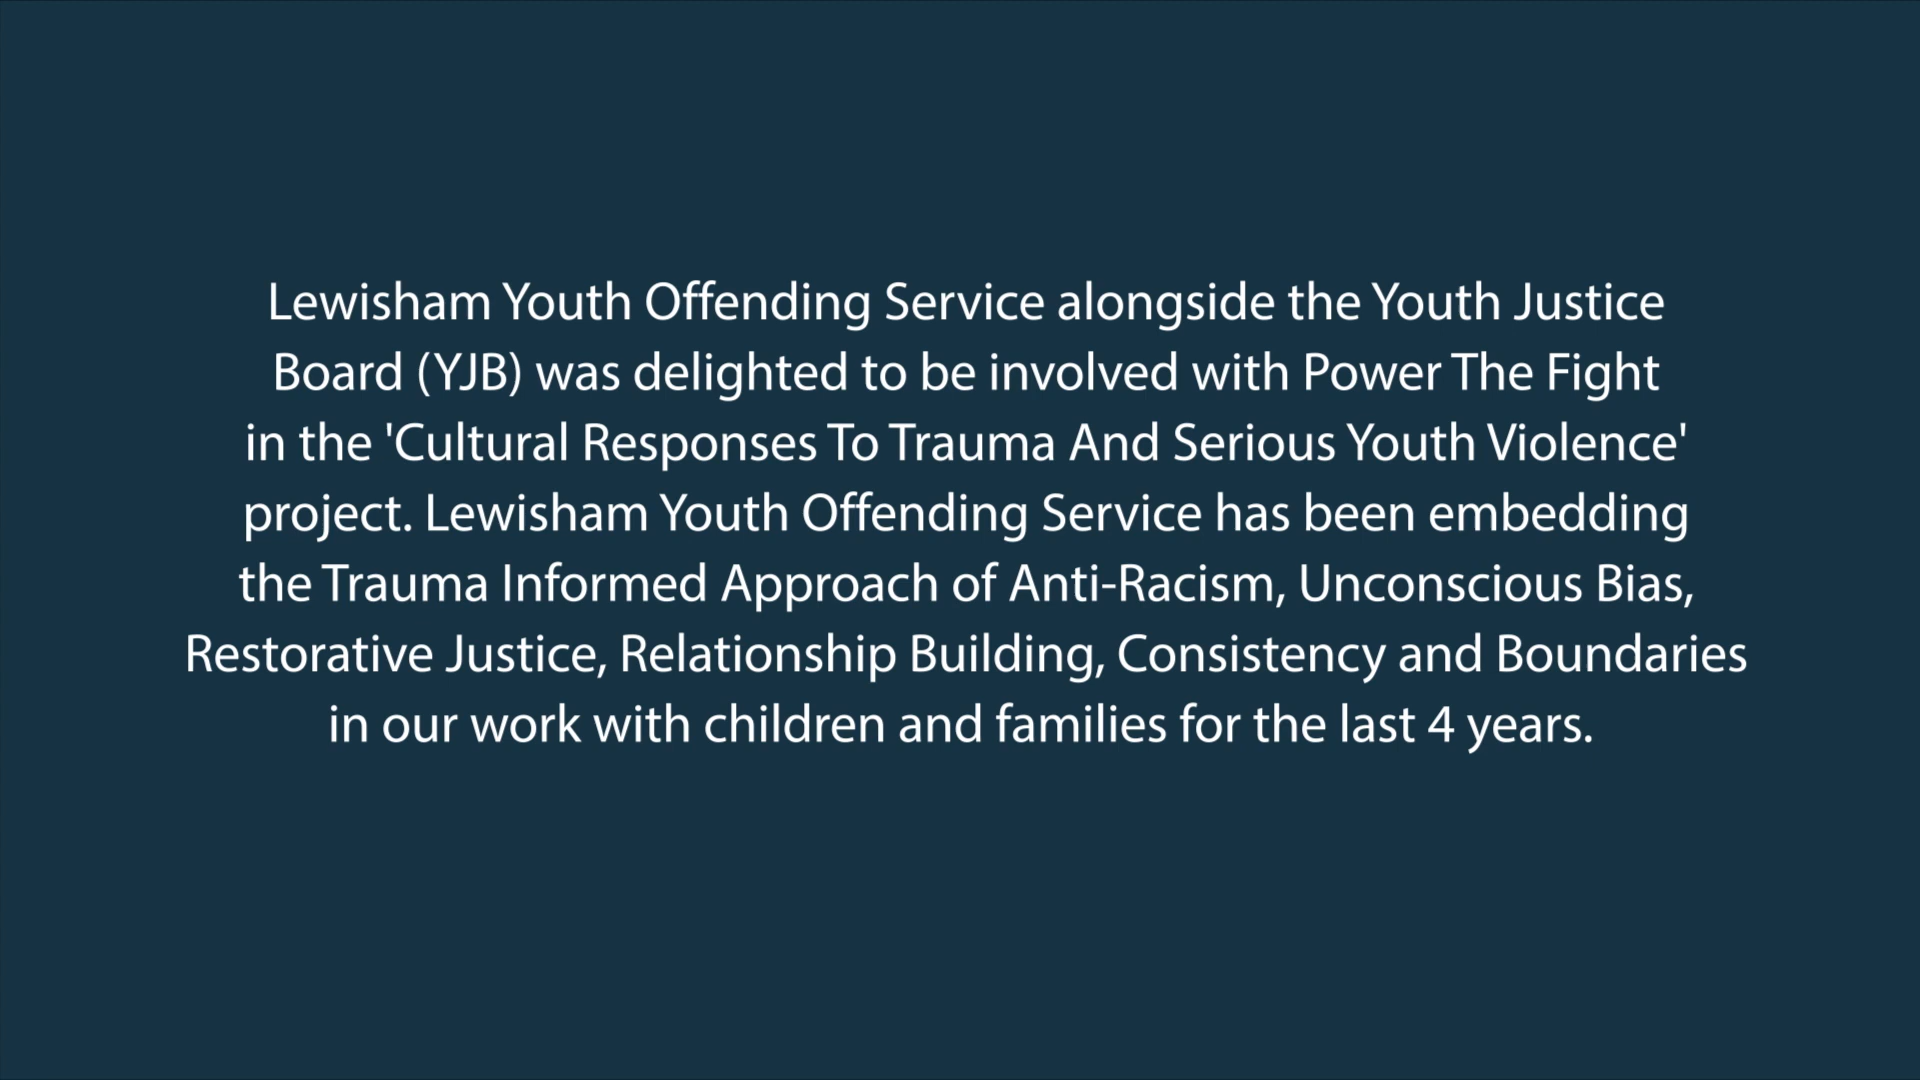 Lewisham Youth Offending Service alongside the Youth Justice
Board (YJB) was delighted to be involved with Power The Fight
in the 'Cultural Responses To Trauma And Serious Youth Violence'
project. Lewisham Youth Offending Service has been embedding
the Trauma Informed Approach of Anti-Racism, Unconscious Bias,
Restorative Justice, Relationship Building, Consistency and Boundaries
in our work with children and families for the last 4 years.